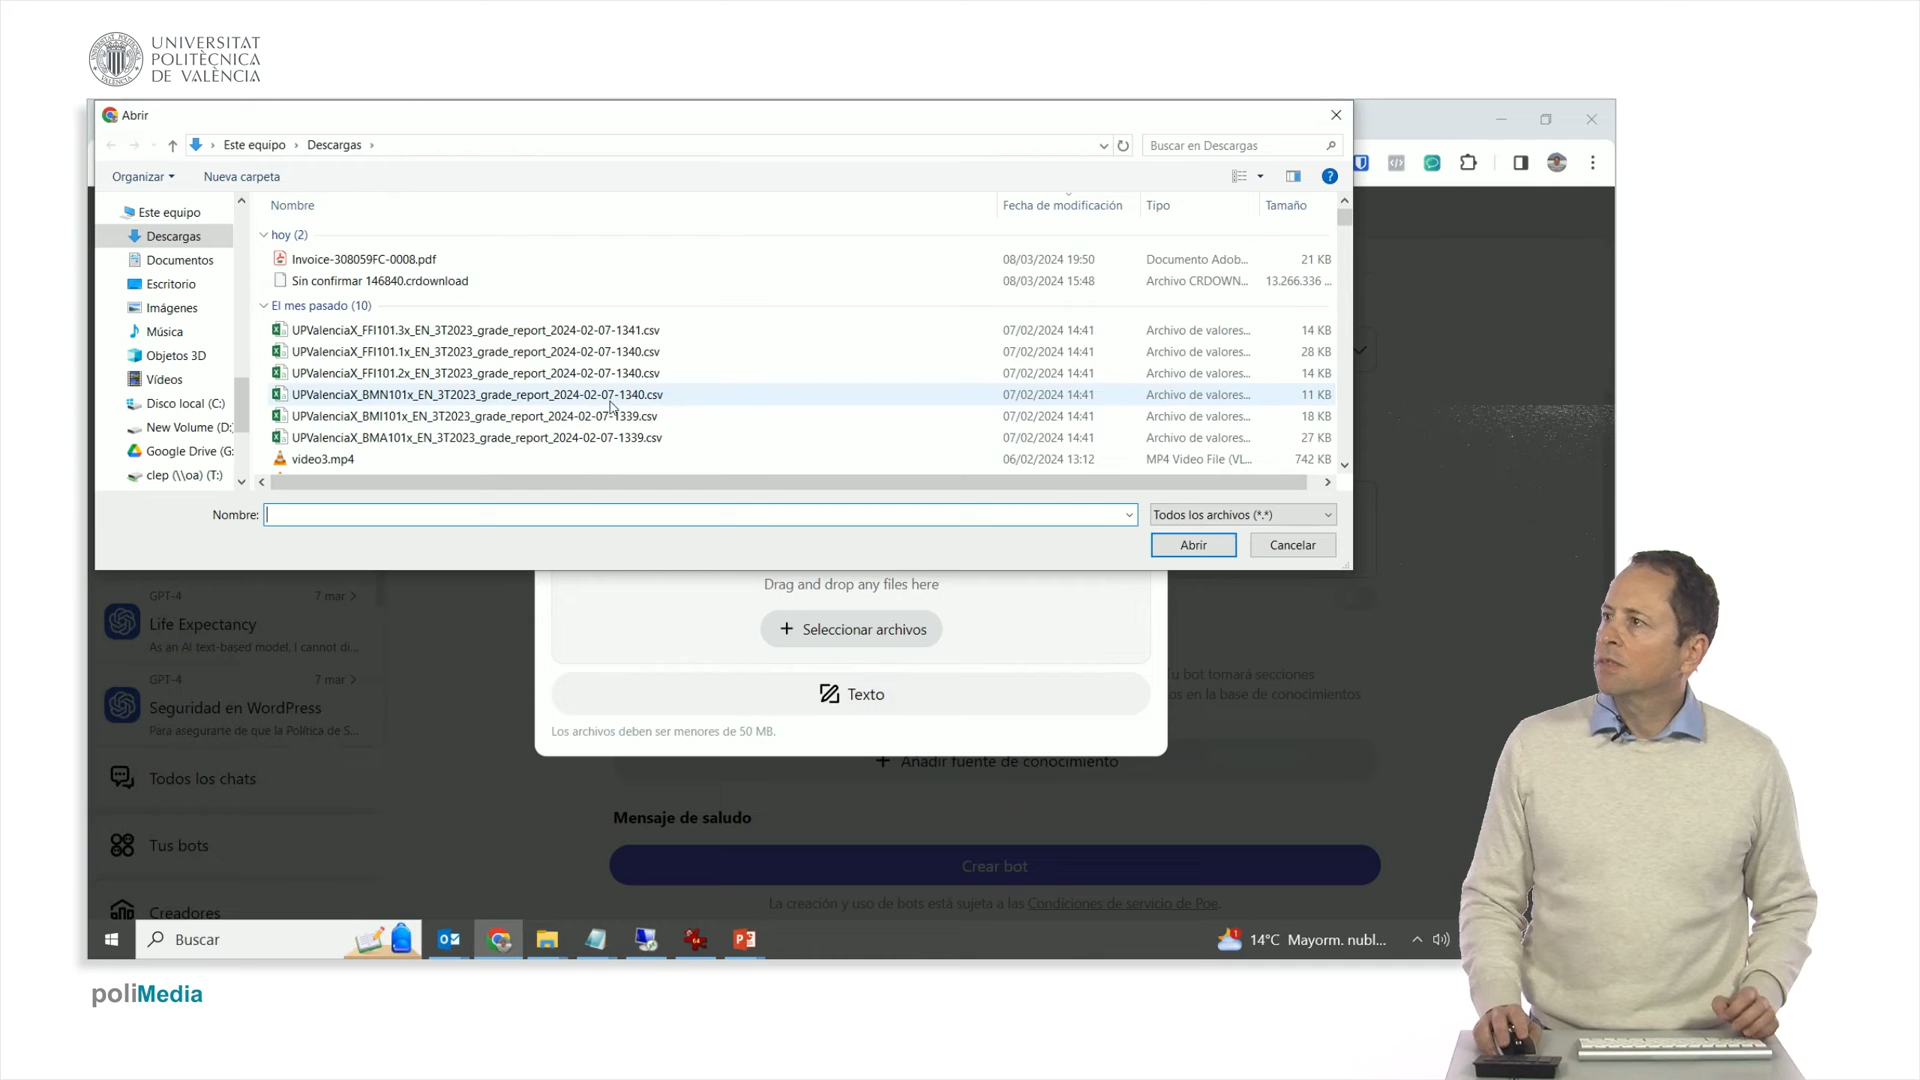 UNIVERSITAT
POLITÈCNICA
DE VALÈNCIA
Abrir
Este equipo > Descargas >
Buscar en Descargas
Organizar
Nueva carpeta
?
Nombre
Fecha de modificación
Tipo
Tamaño
Este equipo
Descargas
Documentos
Escritorio
Imágenes
Música
Objetos 3D
Vídeos
Disco local (C:)
New Volume (D:
Google Drive (G:
clep (\\oa) (T:)
hoy (2)
Invoice-308059FC-0008.pdf 08/03/2024 19:50 Documento Adob... 21 KB
Sin confirmar 146840.crdownload 08/03/2024 15:48 Archivo CRDOWN... 13.266.336 ...
El mes pasado (10)
UPValenciaX_FFI101.3x_EN_3T2023_grade_report_2024-02-07-1341.csv 07/02/2024 14:41 Archivo de valores... 14 KB
UPValenciaX_FFI101.1x_EN_3T2023_grade_report_2024-02-07-1340.csv 07/02/2024 14:41 Archivo de valores... 28 KB
UPValenciaX_FFI101.2x_EN_3T2023_grade_report_2024-02-07-1340.csv 07/02/2024 14:41 Archivo de valores... 14 KB
UPValenciaX_BMN101x_EN_3T2023_grade_report_2024-02-07-1340.csv 07/02/2024 14:41 Archivo de valores... 11 KB
UPValenciaX_BMI101x_EN_3T2023_grade_report_2024-02-07-1339.csv 07/02/2024 14:41 Archivo de valores... 18 KB
UPValenciaX_BMA101x_EN_3T2023_grade_report_2024-02-07-1339.csv 07/02/2024 14:41 Archivo de valores... 27 KB
video3.mp4 06/02/2024 13:12 MP4 Video File (VL... 742 KB
Nombre:
Todos los archivos (*.*)
Abrir
Cancelar
Drag and drop any files here
+ Seleccionar archivos
Texto
Los archivos deben ser menores de 50 MB.
GPT-4 7 mar >
Life Expectancy
As an AI text-based model, I cannot di...
GPT-4 7 mar >
Seguridad en WordPress
Para asegurarte de que la Política de S...
Todos los chats
Tus bots
Creadores
Tu bot tomará secciones
os en la base de conocimientos
+ Añadir fuente de conocimiento
Mensaje de saludo
Crear bot
La creación y uso de bots está sujeta a las Condiciones de servicio de Poe.
Buscar
14°C Mayorm. nubl...
poliMedia